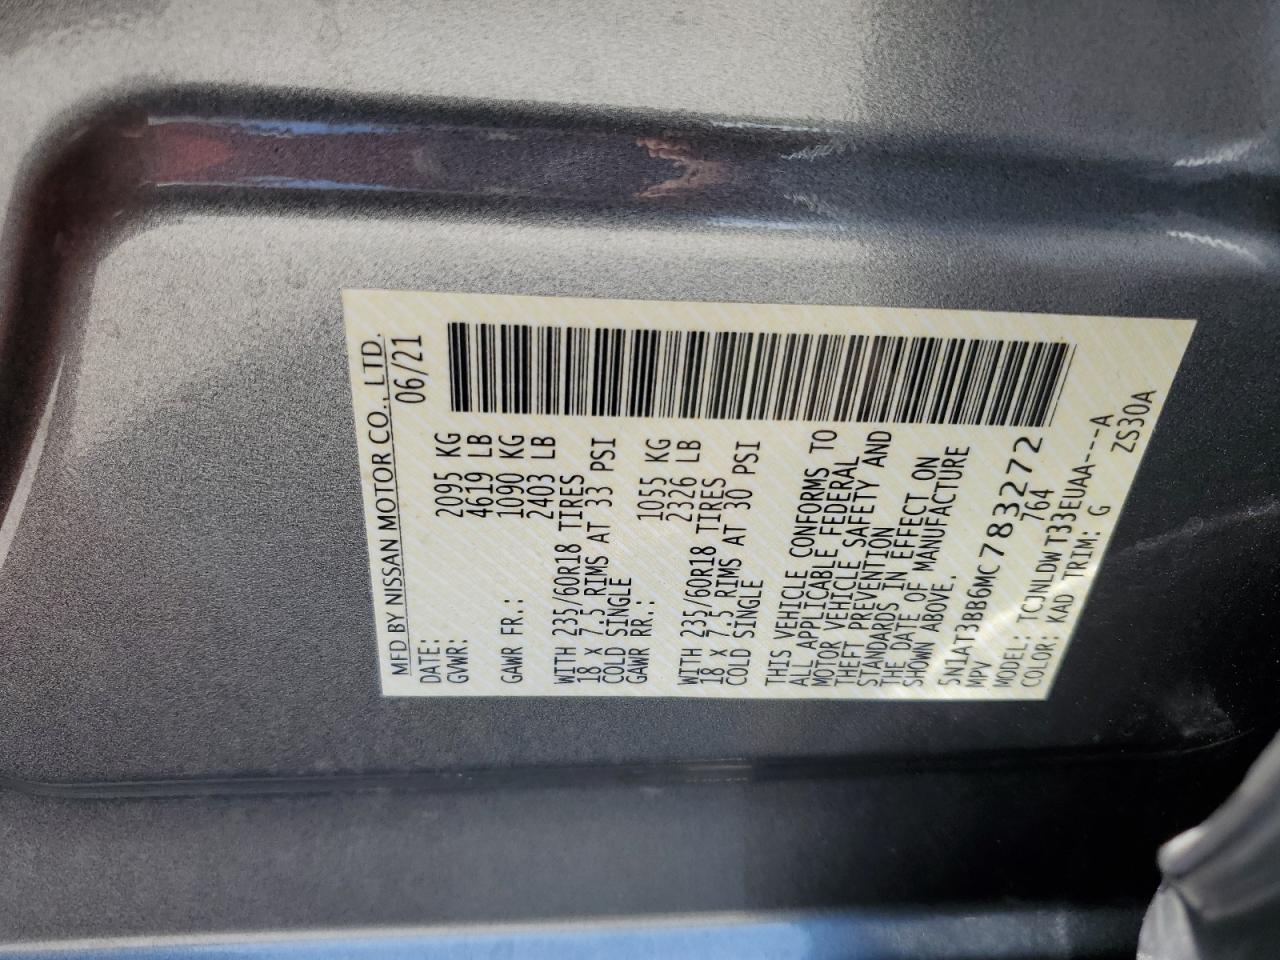 MFD BY NISSAN MOTOR CO., LTD.
DATE: 06/21
GVWR: 2095 KG
4619 LB
GAWR FR.: 1090 KG
2403 LB
WITH 235/60R18 TIRES
18 X 7.5 RIMS AT 33 PSI
COLD SINGLE
GAWR RR.: 1055 KG
2326 LB
WITH 235/60R18 TIRES
18 X 7.5 RIMS AT 30 PSI
COLD SINGLE
THIS VEHICLE CONFORMS TO
ALL APPLICABLE FEDERAL
MOTOR VEHICLE SAFETY AND
THEFT PREVENTION
STANDARDS IN EFFECT ON
THE DATE OF MANUFACTURE
SHOWN ABOVE.
5N1AT3BB6MC783272
MPV 764
MODEL: TCJNLDWT33EUAA----A
COLOR: KAD TRIM: G ZS30A